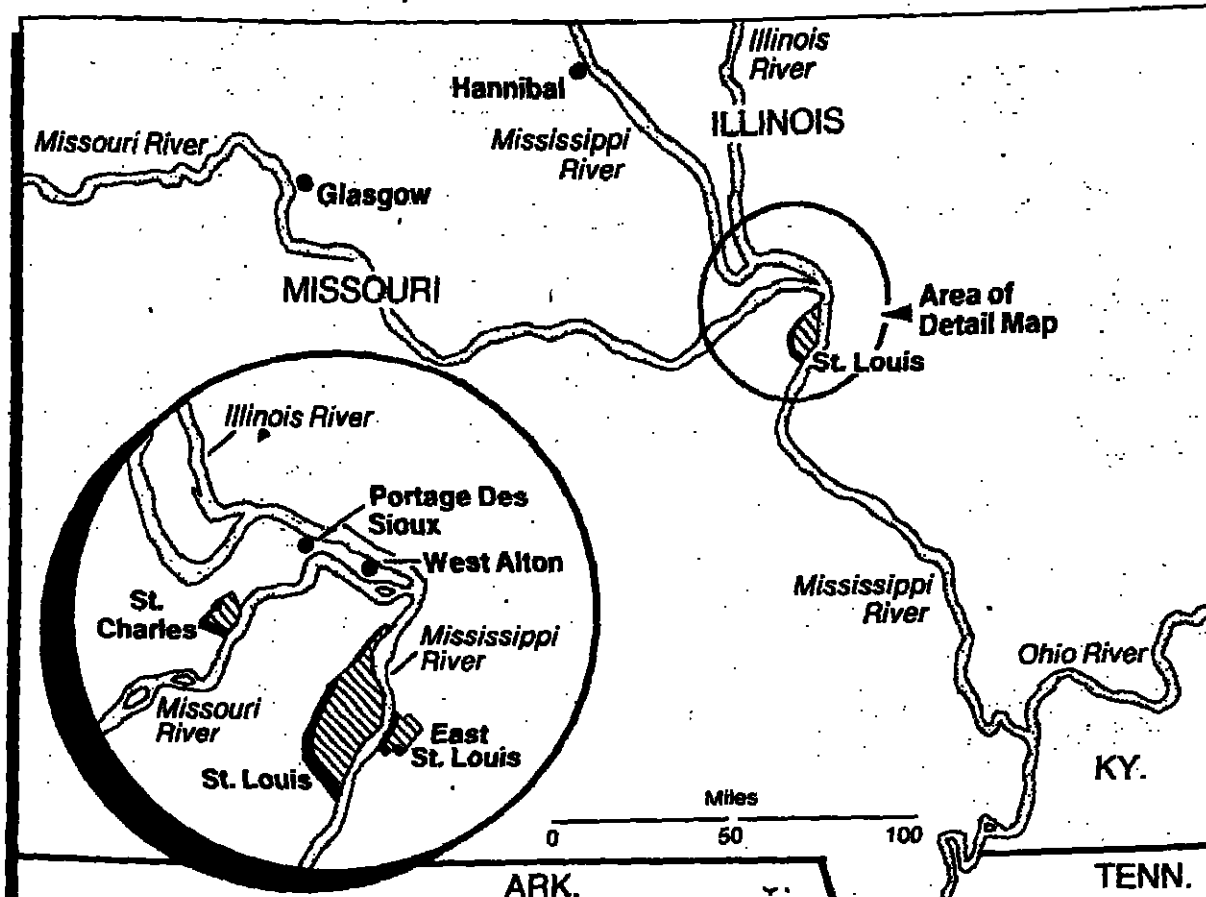 Illinois
River
Hannibal
ILLINOIS
Missouri River
Mississippi
River
Glasgow
MISSOURI
Area of
Detail Map
St. Louis
Illinois River
Portage Des
Sioux
West Alton
St.
Charles
Mississippi
River
Missouri
River
East
St. Louis
St. Louis
Mississippi
River
Ohio River
KY.
Miles
0
50
100
ARK.
TENN.